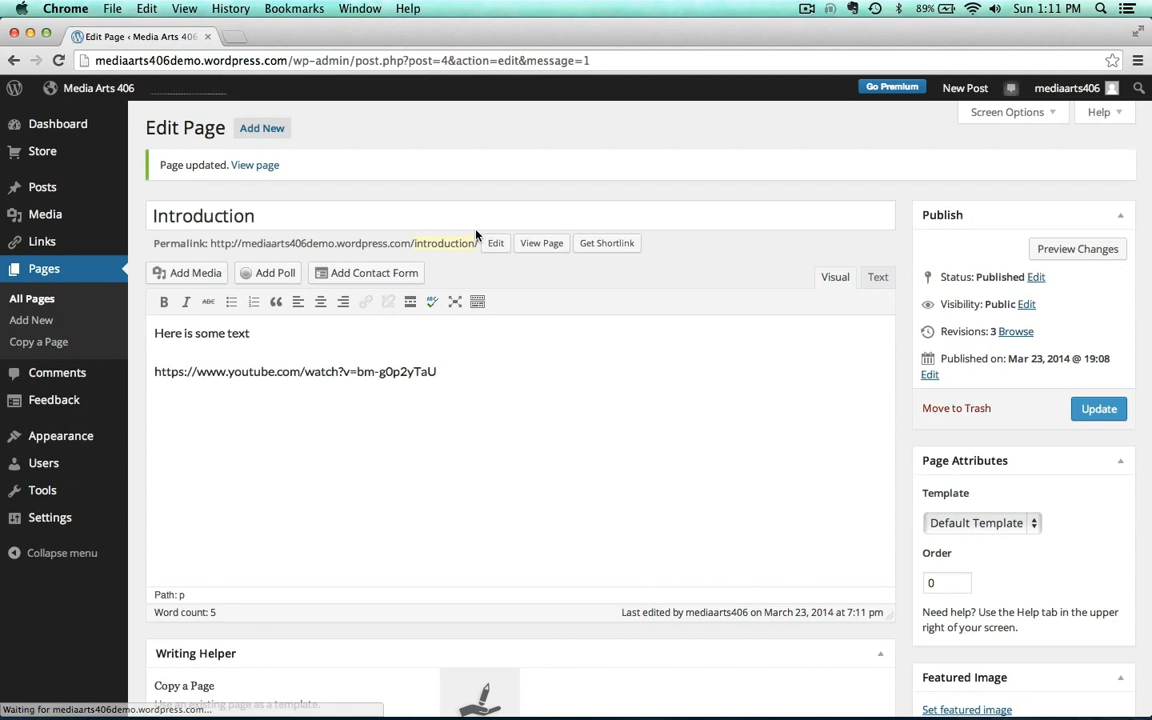 Chrome File Edit View History Bookmarks Window Help 89% Sun 1:11 PM
Edit Page ‹ Media Arts 406
mediaarts406demo.wordpress.com/wp-admin/post.php?post=4&action=edit&message=1
Media Arts 406 Go Premium New Post mediaarts406
Screen Options Help
Dashboard
Store
Posts
Media
Links
Pages
All Pages
Add New
Copy a Page
Comments
Feedback
Appearance
Users
Tools
Settings
Collapse menu
Edit Page Add New
Page updated. View page
Introduction
Permalink: http://mediaarts406demo.wordpress.com/introduction/ Edit View Page Get Shortlink
Add Media Add Poll Add Contact Form Visual Text
B I ABC
Here is some text
https://www.youtube.com/watch?v=bm-g0p2yTaU
Path: p
Word count: 5 Last edited by mediaarts406 on March 23, 2014 at 7:11 pm
Writing Helper
Copy a Page
Use an existing page as a template.
Publish
Preview Changes
Status: Published Edit
Visibility: Public Edit
Revisions: 3 Browse
Published on: Mar 23, 2014 @ 19:08
Edit
Move to Trash Update
Page Attributes
Template
Default Template
Order
0
Need help? Use the Help tab in the upper
right of your screen.
Featured Image
Set featured image
Waiting for mediaarts406demo.wordpress.com...